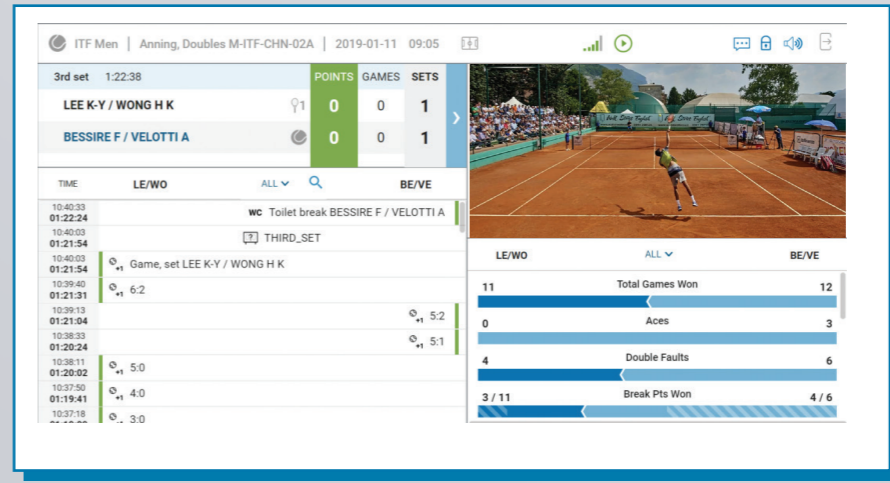 ITF Men | Anning, Doubles M-ITF-CHN-02A | 2019-01-11 09:05
3rd set 1:22:38 POINTS GAMES SETS
LEE K-Y / WONG H K 1 0 0 1
BESSIRE F / VELOTTI A 0 0 1
TIME LE/WO ALL BE/VE
10:40:33
01:22:24 WC Toilet break BESSIRE F / VELOTTI A
10:40:03
01:21:54 ? THIRD_SET
10:40:03
01:21:54 +1 Game, set LEE K-Y / WONG H K
10:39:40
01:21:31 +1 6:2
10:39:13
01:21:04 +1 5:2
10:38:33
01:20:24 +1 5:1
10:38:11
01:20:02 +1 5:0
10:37:50
01:19:41 +1 4:0
10:37:18
+1 3:0
LE/WO ALL BE/VE
11 Total Games Won 12
0 Aces 3
4 Double Faults 6
3 / 11 Break Pts Won 4 / 6